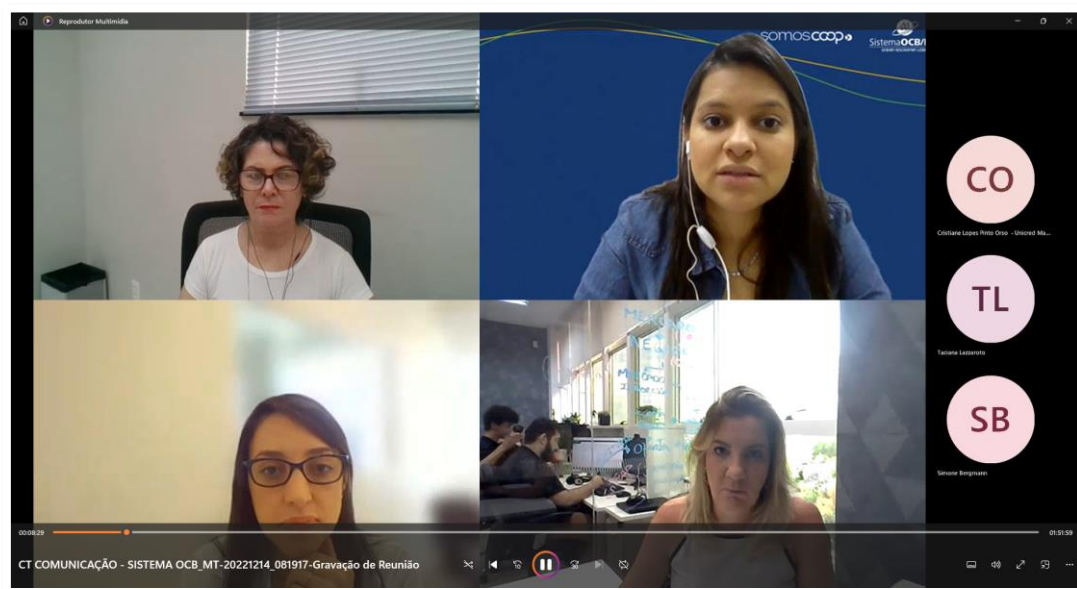 Reprodutor Multimídia
somoscoop
SistemaOCB/
CO
Cristiane Lopes Pinto Orso - Unicred Ma...
TL
Taciana Lazzaroto
SB
Simone Bergmann
00:08:29
01:51:59
CT COMUNICAÇÃO - SISTEMA OCB_MT-20221214_081917-Gravação de Reunião